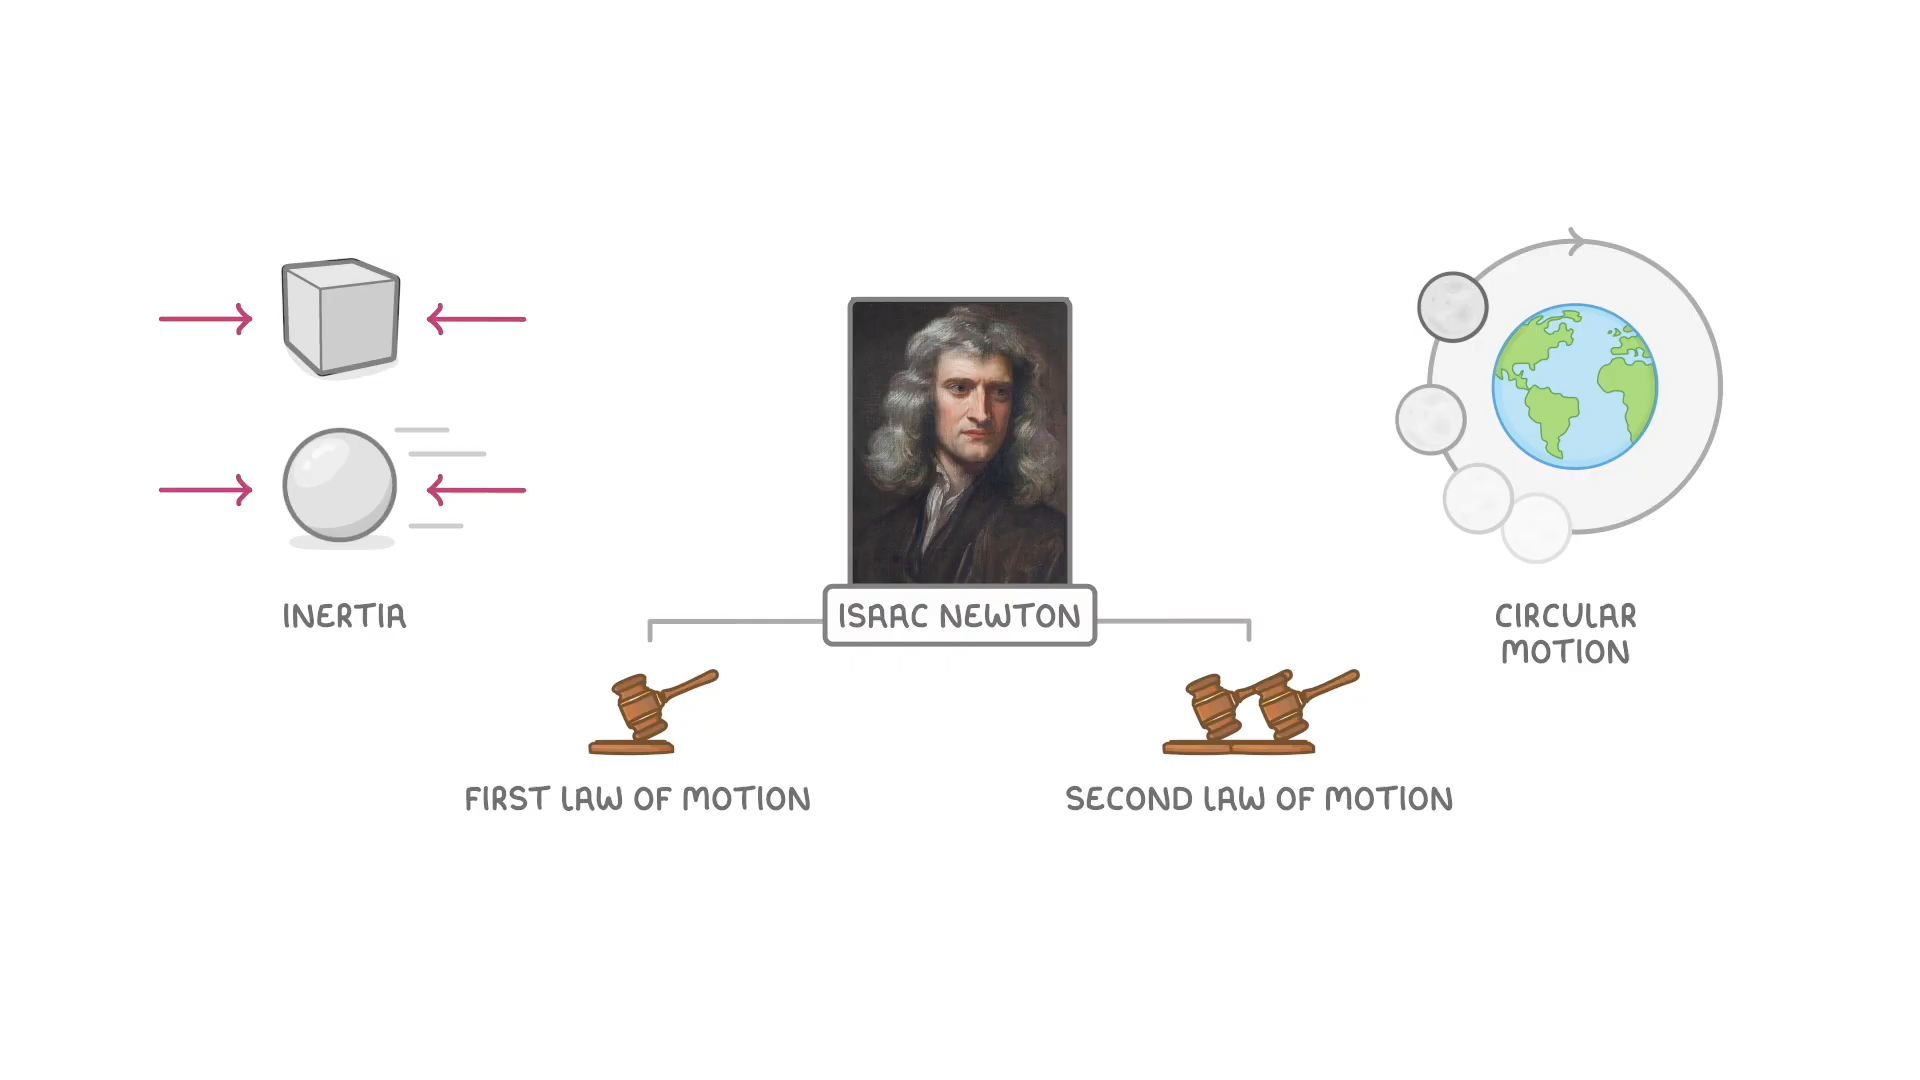 INERTIA
ISAAC NEWTON
CIRCULAR
MOTION
FIRST LAW OF MOTION
SECOND LAW OF MOTION